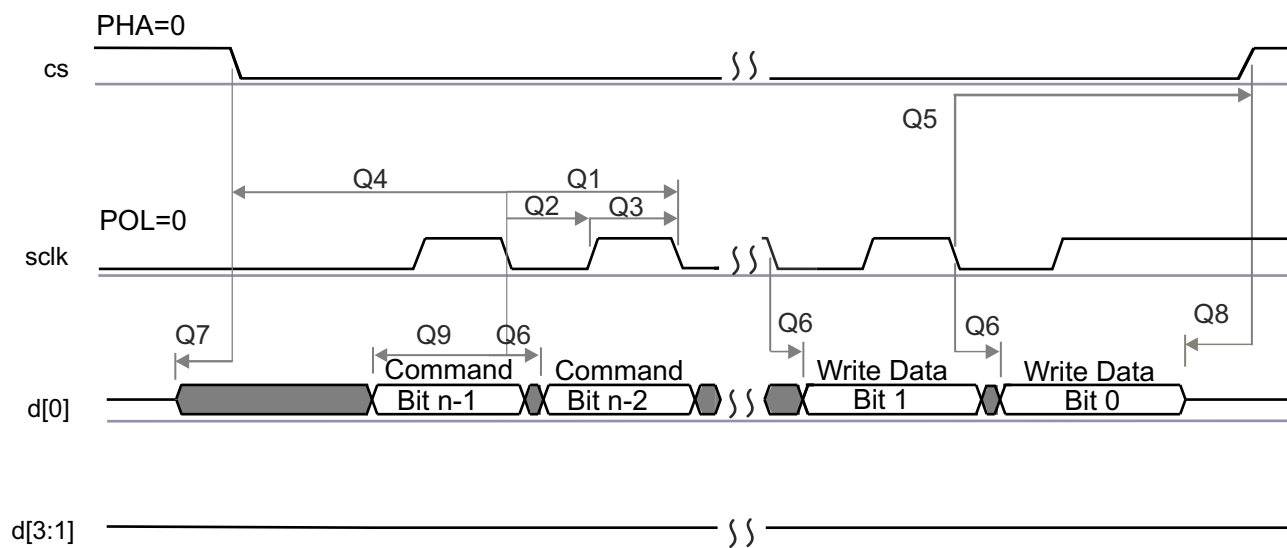 PHA=0
cs
Q5
Q4
Q1
Q2
Q3
POL=0
sclk
Q7
Q9
Q6
Q6
Q6
Q8
Command
Command
Write Data
Write Data
d[0]
Bit n-1
Bit n-2
Bit 1
Bit 0
d[3:1]